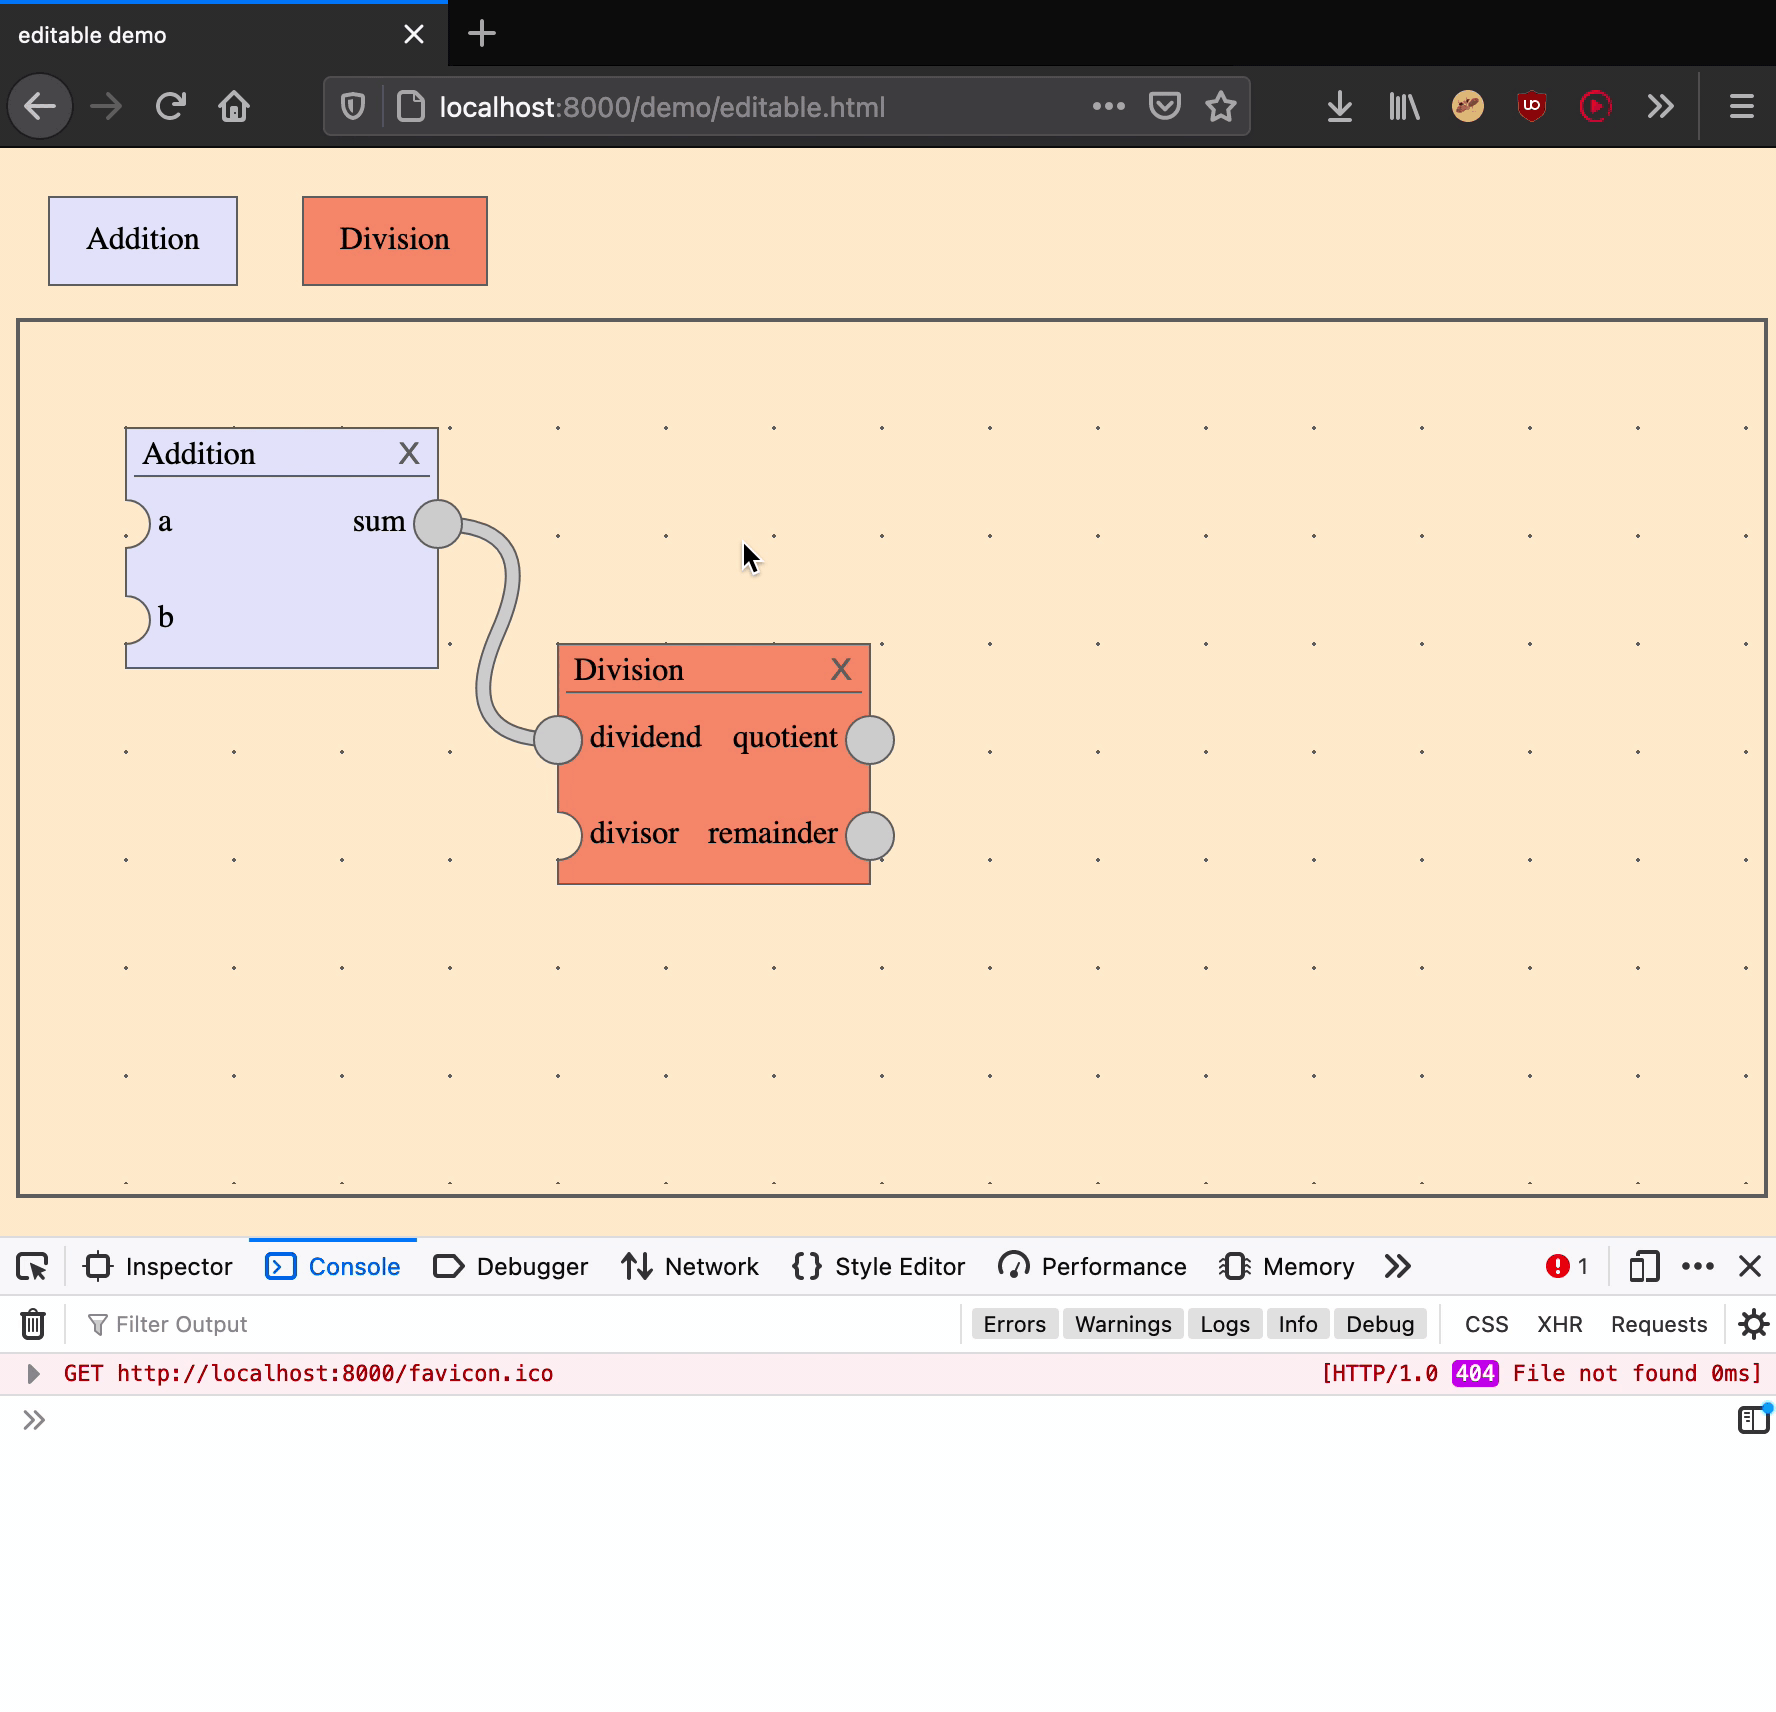 editable demo
localhost:8000/demo/editable.html
Addition
Division
Addition X
a sum
b
Division X
dividend quotient
divisor remainder
Inspector Console Debugger Network Style Editor Performance Memory 1
Filter Output Errors Warnings Logs Info Debug CSS XHR Requests
GET http://localhost:8000/favicon.ico [HTTP/1.0 404 File not found 0ms]